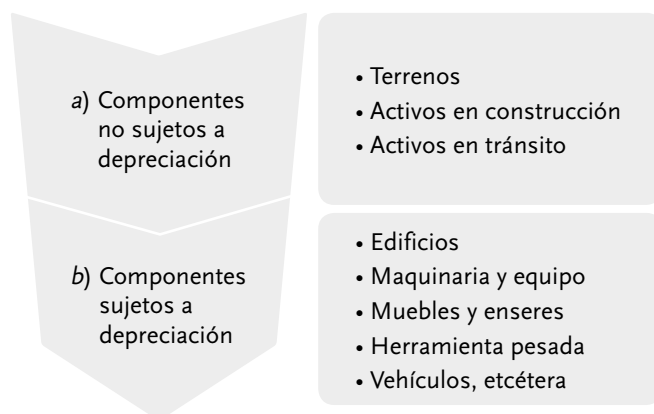 a) Componentes
no sujetos a
depreciación
• Terrenos
• Activos en construcción
• Activos en tránsito
b) Componentes
sujetos a
depreciación
• Edificios
• Maquinaria y equipo
• Muebles y enseres
• Herramienta pesada
• Vehículos, etcétera